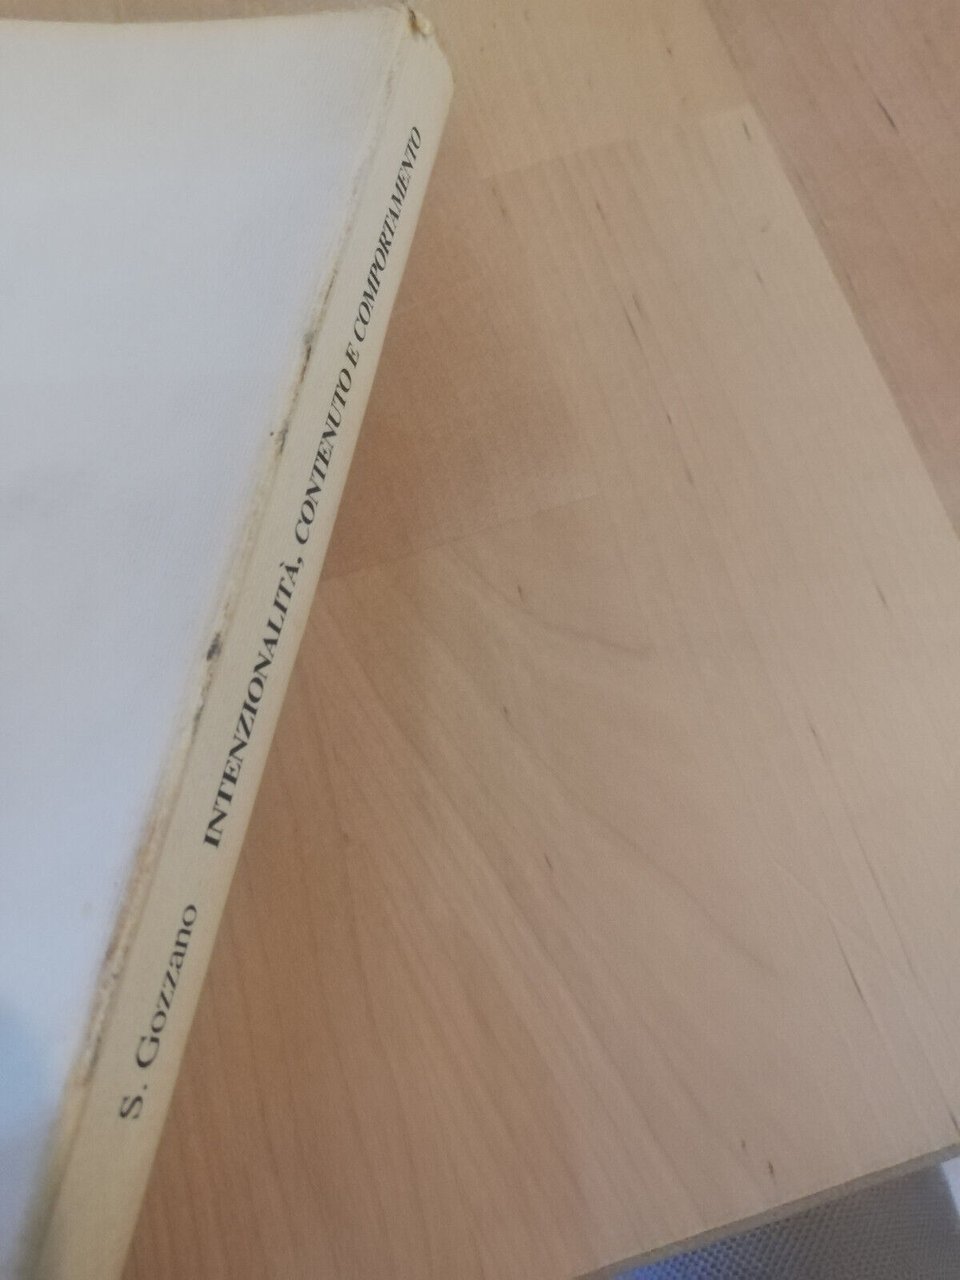 S. Gozzano INTENZIONALITÀ, CONTENUTO E COMPORTAMENTO